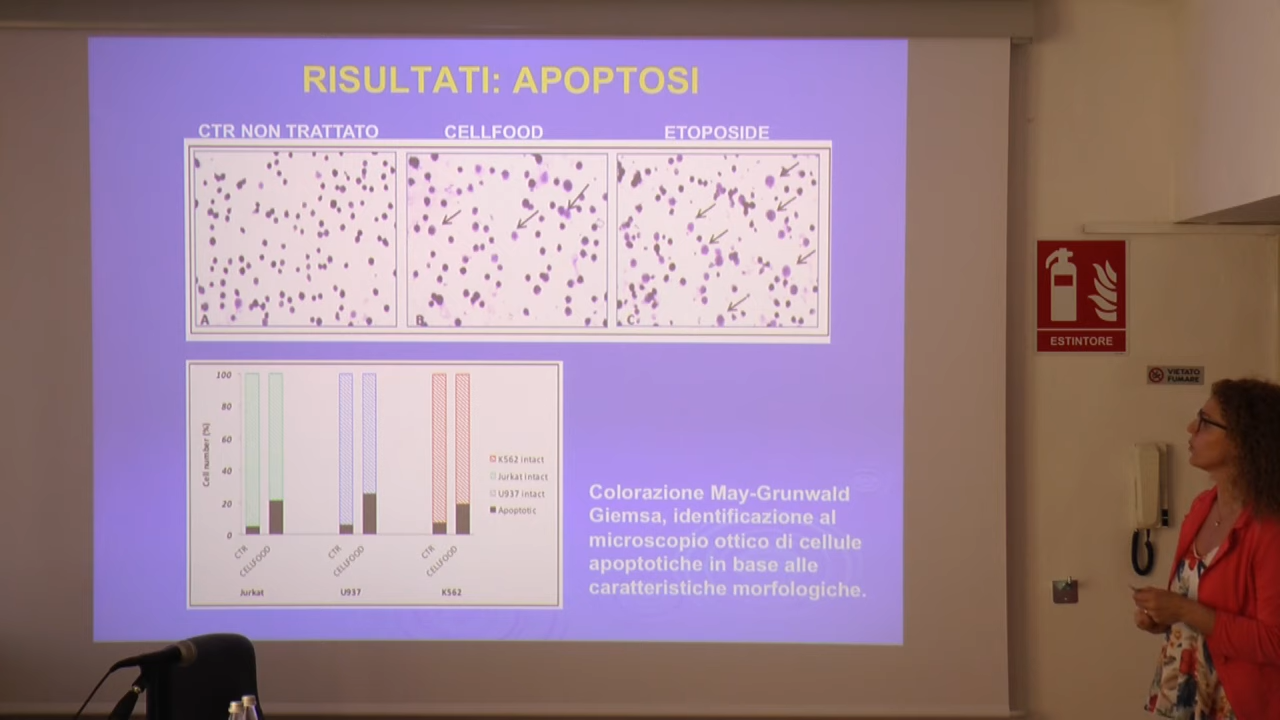 RISULTATI: APOPTOSI
CTR NON TRATTATO CELLFOOD ETOPOSIDE
A B C
100
80
60
40
20
0
Cell number (%)
K562 intact
Jurkat intact
U937 intact
Apoptotic
CTR CELLFOOD CTR CELLFOOD CTR CELLFOOD
Jurkat U937 K562
Colorazione May-Grunwald
Giemsa, identificazione al
microscopio ottico di cellule
apoptotiche in base alle
caratteristiche morfologiche.
ESTINTORE
VIETATO
FUMARE